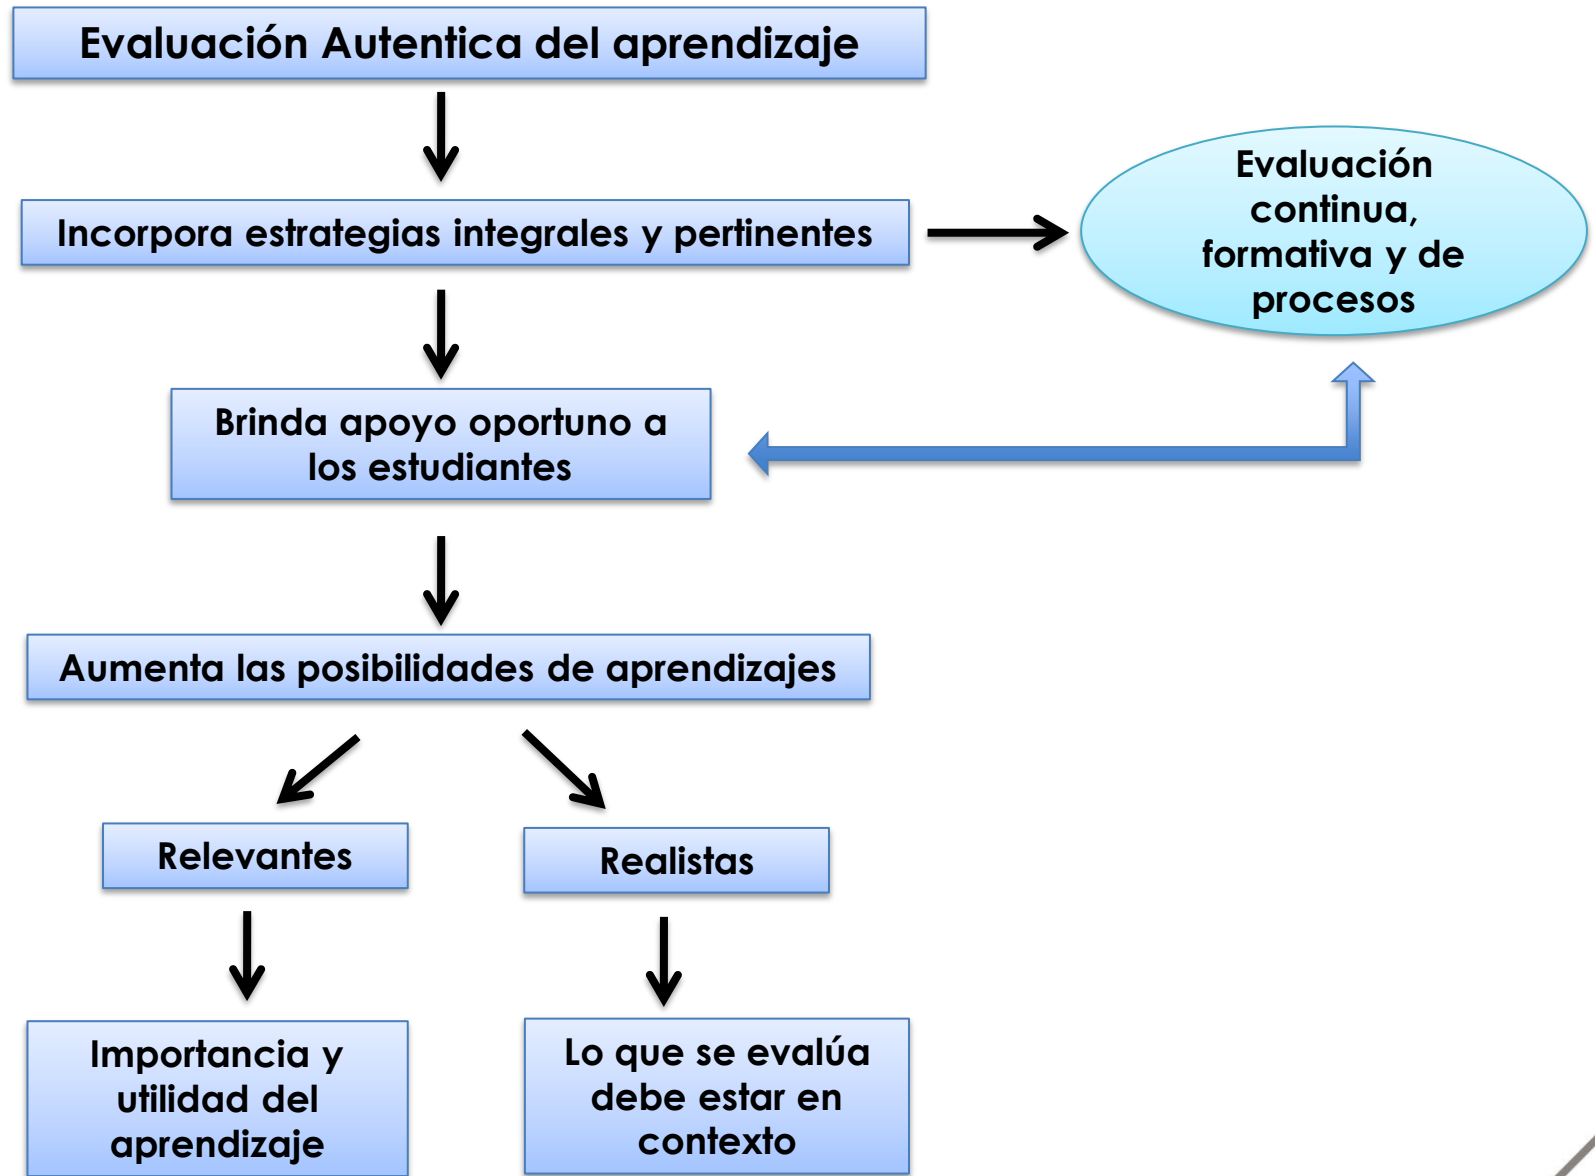 Evaluación Autentica del aprendizaje
Incorpora estrategias integrales y pertinentes
Evaluación
continua,
formativa y de
procesos
Brinda apoyo oportuno a
los estudiantes
Aumenta las posibilidades de aprendizajes
Relevantes
Realistas
Importancia y
utilidad del
aprendizaje
Lo que se evalúa
debe estar en
contexto